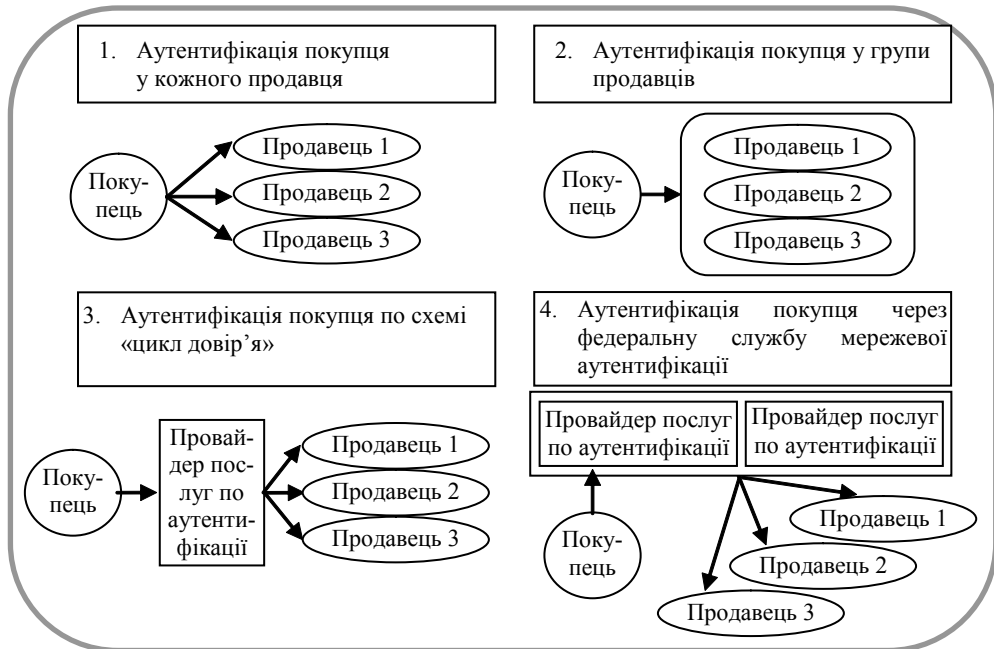 1. Аутентифікація покупця
у кожного продавця
Поку-
пець
Продавець 1
Продавець 2
Продавець 3
2. Аутентифікація покупця у групи
продавців
Поку-
пець
Продавець 1
Продавець 2
Продавець 3
3. Аутентифікація покупця по схемі
«цикл довір’я»
Поку-
пець
Провай-
дер пос-
луг по
аутенти-
фікації
Продавець 1
Продавець 2
Продавець 3
4. Аутентифікація покупця через
федеральну службу мережевої
аутентифікації
Провайдер послуг
по аутентифікації
Провайдер послуг
по аутентифікації
Поку-
пець
Продавець 1
Продавець 2
Продавець 3